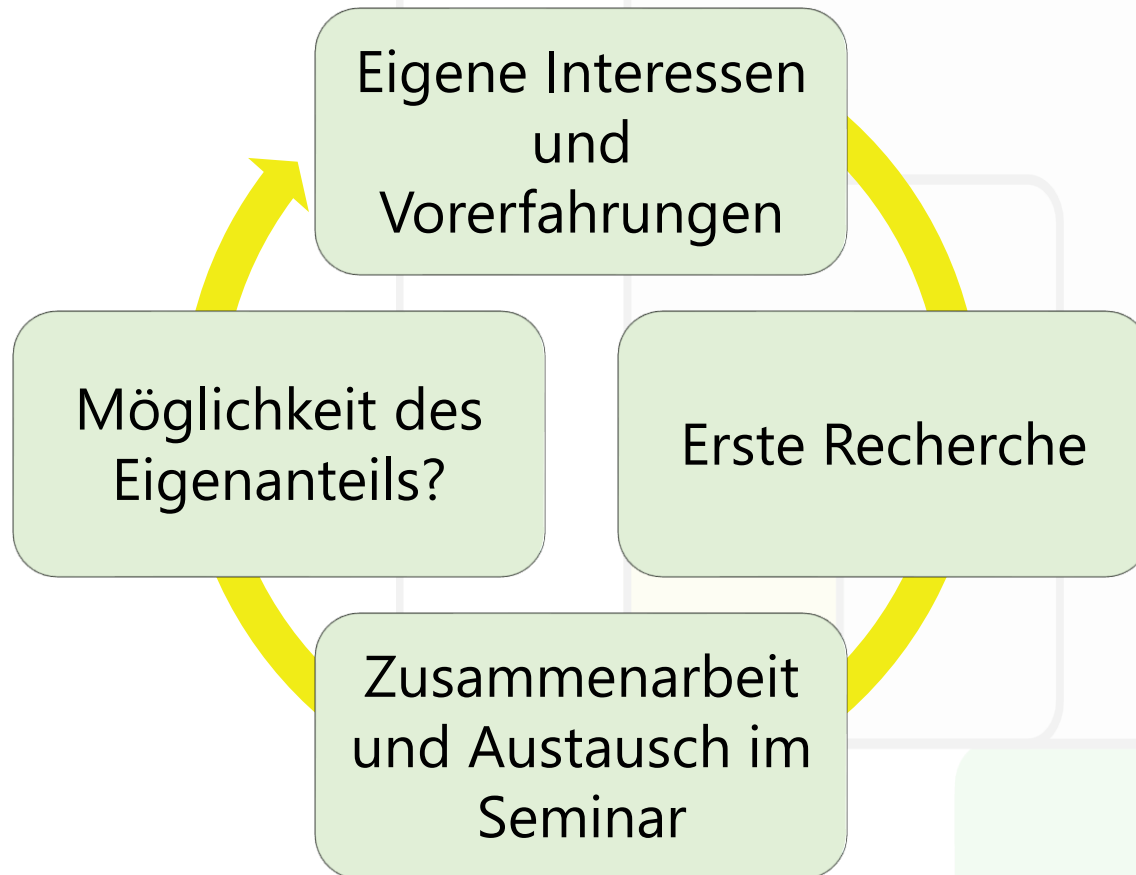 Eigene Interessen
und
Vorerfahrungen
Möglichkeit des
Eigenanteils?
Erste Recherche
Zusammenarbeit
und Austausch im
Seminar